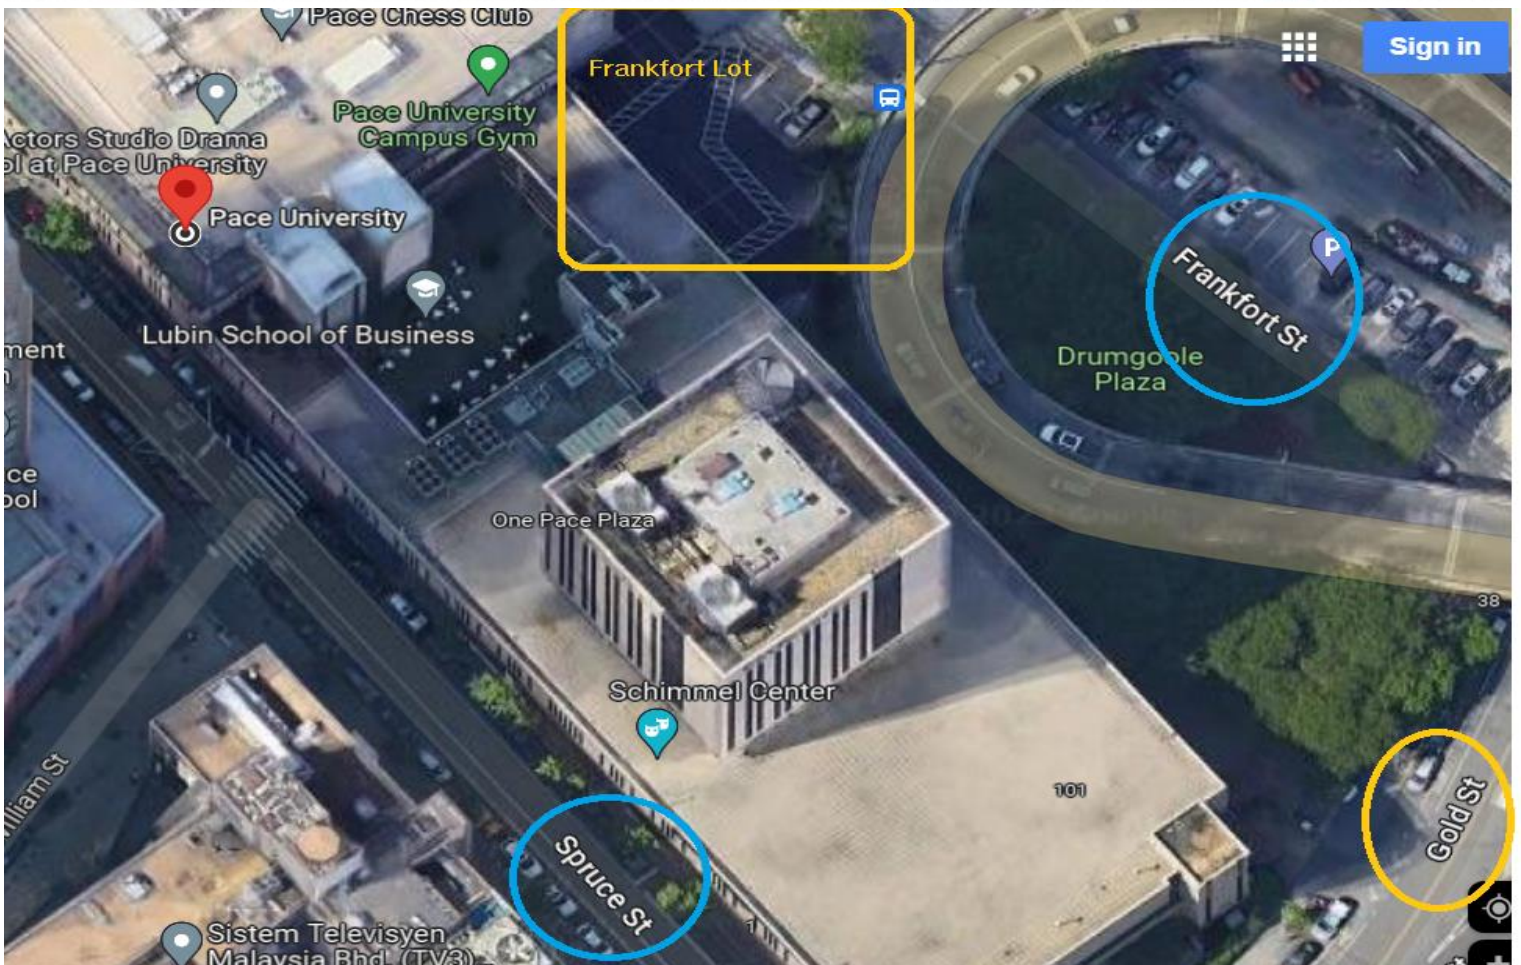 Pace Chess Club
Sign in
Frankfort Lot
Pace University
Campus Gym
Actors Studio Drama
ol at Pace University
Pace University
P
Frankfort St
Lubin School of Business
ment
Drumgoole
Plaza
ce
ool
One Pace Plaza
38
Schimmel Center
101
illiam St
Gold St
Spruce St
1
Sistem Televisyen
Malaysia Bhd. (TV3)